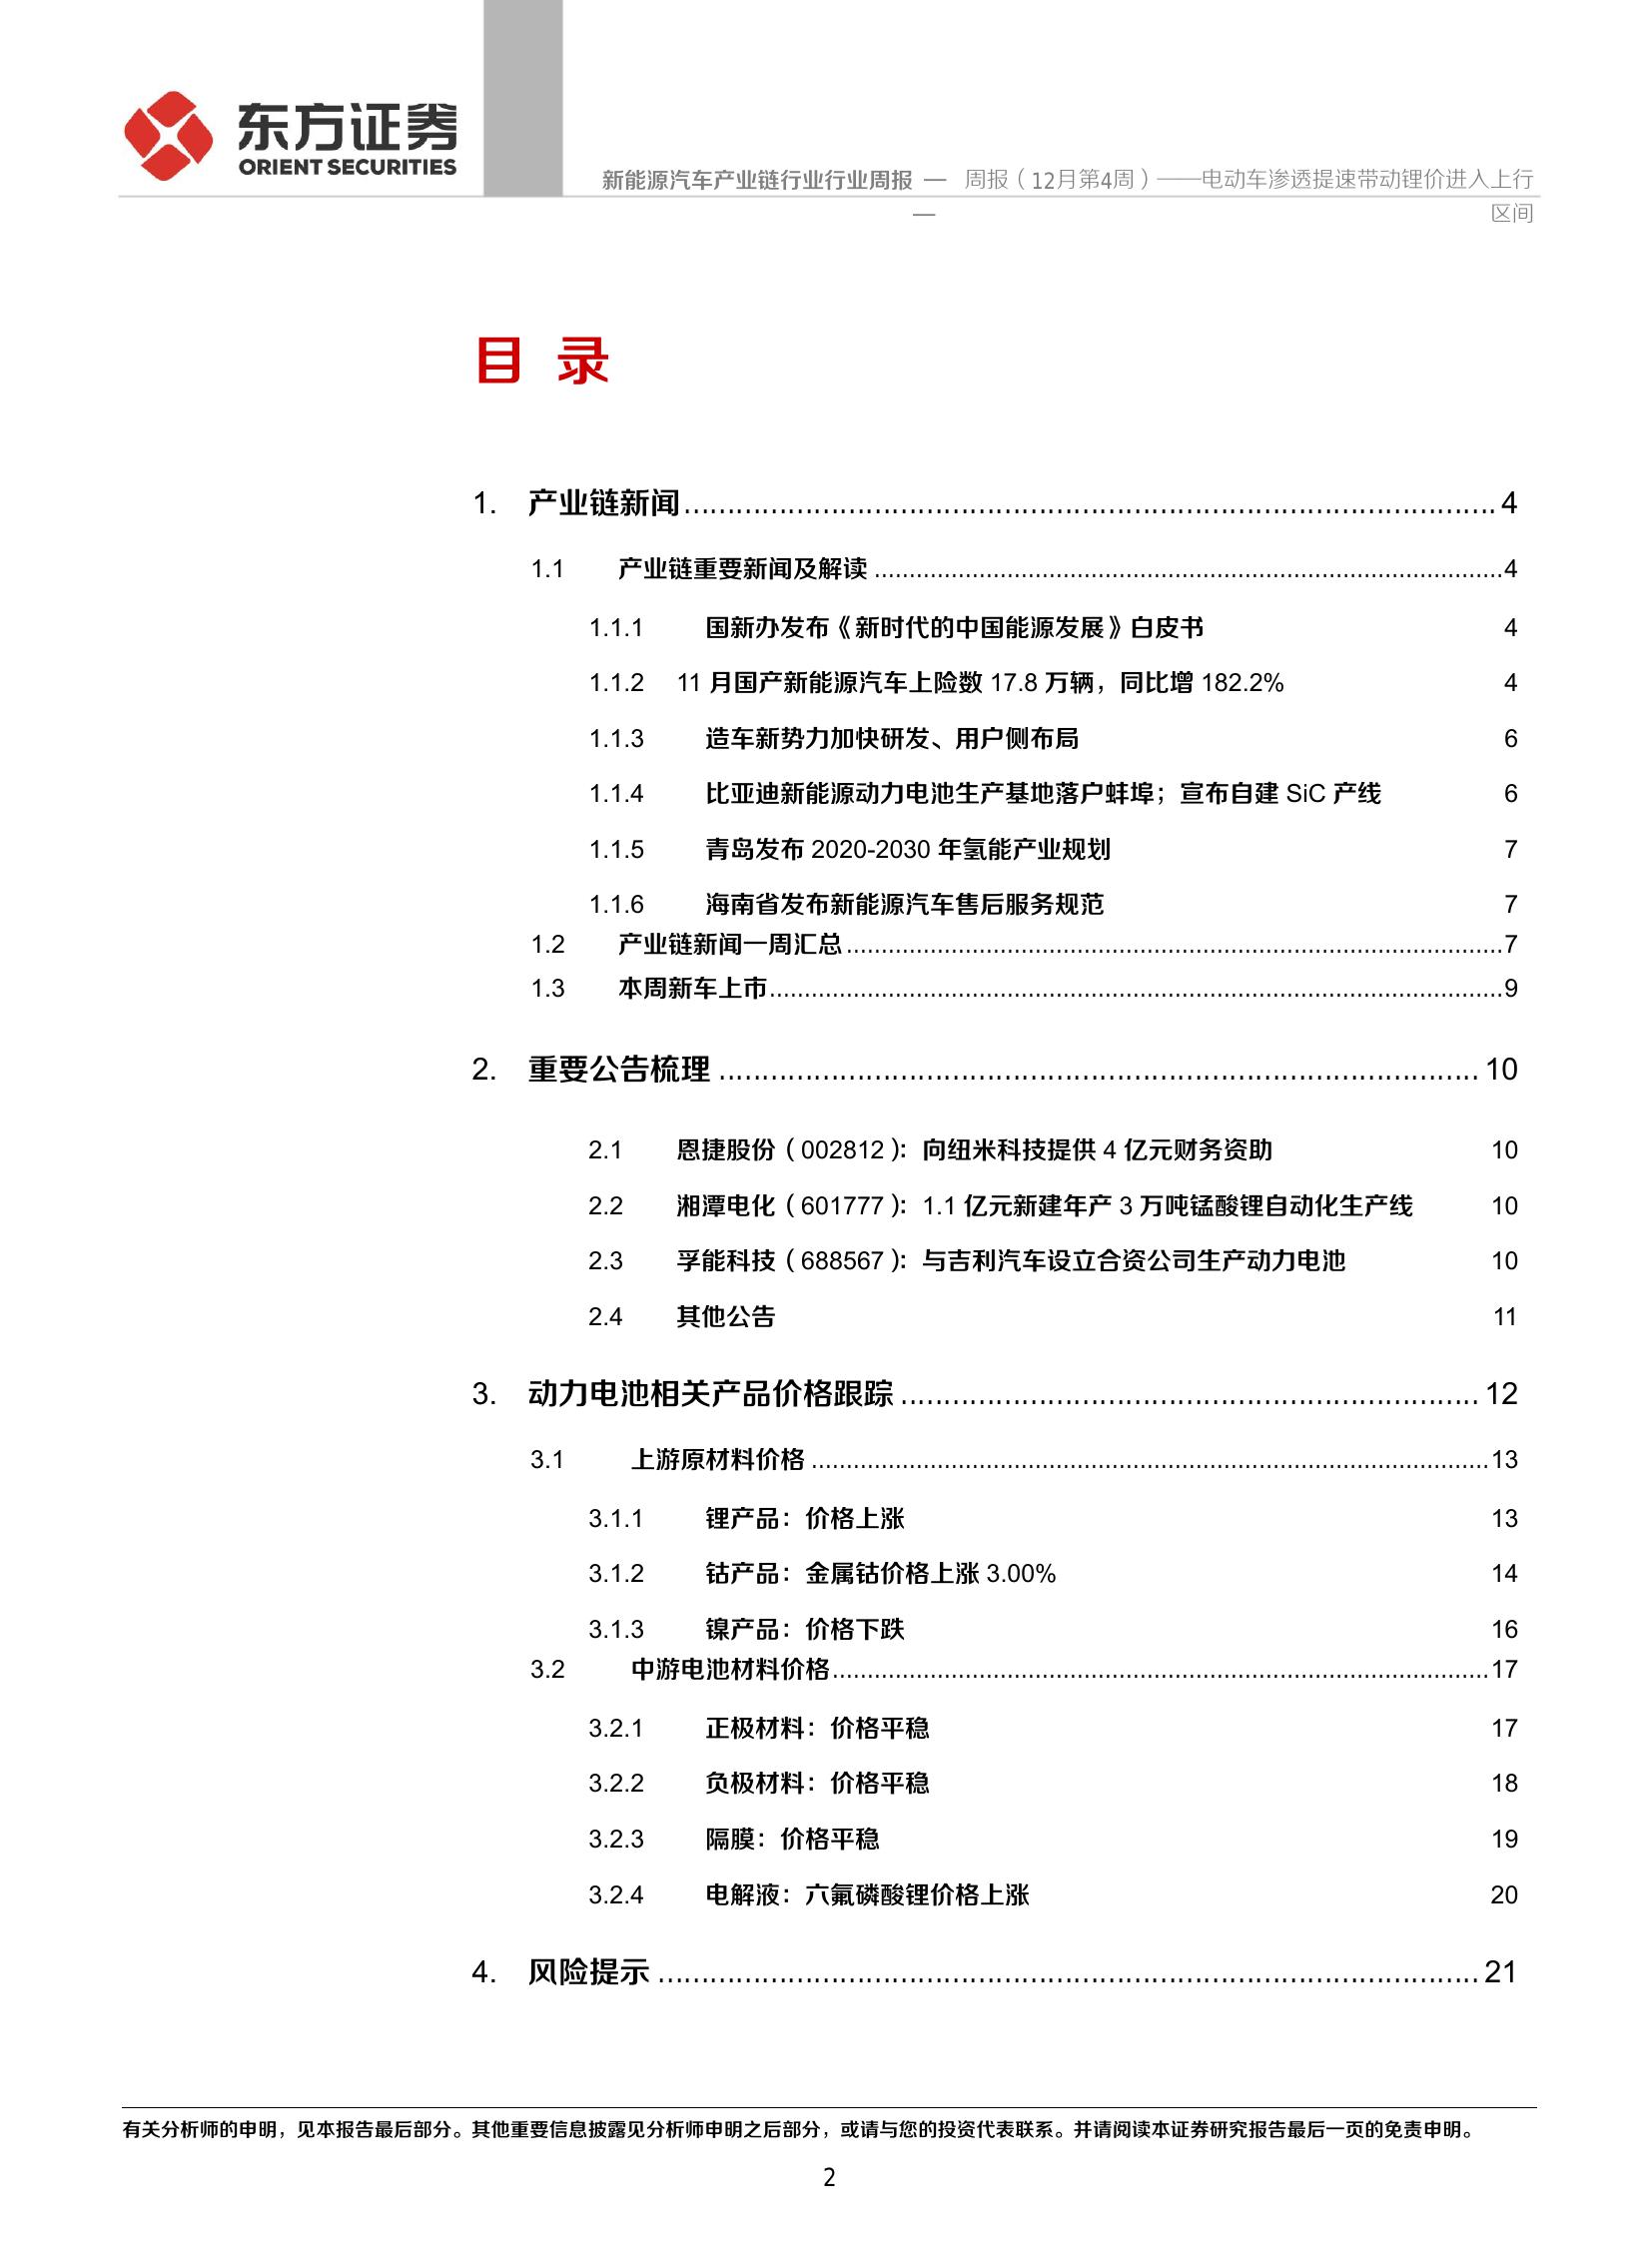 东方证券
ORIENT SECURITIES
新能源汽车产业链行业行业周报 — 周报（12月第4周）——电动车渗透提速带动锂价进入上行
— 区间
目 录
1. 产业链新闻 4
1.1 产业链重要新闻及解读 4
1.1.1 国新办发布《新时代的中国能源发展》白皮书 4
1.1.2 11 月国产新能源汽车上险数 17.8 万辆，同比增 182.2% 4
1.1.3 造车新势力加快研发、用户侧布局 6
1.1.4 比亚迪新能源动力电池生产基地落户蚌埠；宣布自建 SiC 产线 6
1.1.5 青岛发布 2020-2030 年氢能产业规划 7
1.1.6 海南省发布新能源汽车售后服务规范 7
1.2 产业链新闻一周汇总 7
1.3 本周新车上市 9
2. 重要公告梳理 10
2.1 恩捷股份（002812）：向纽米科技提供 4 亿元财务资助 10
2.2 湘潭电化（601777）：1.1 亿元新建年产 3 万吨锰酸锂自动化生产线 10
2.3 孚能科技（688567）：与吉利汽车设立合资公司生产动力电池 10
2.4 其他公告 11
3. 动力电池相关产品价格跟踪 12
3.1 上游原材料价格 13
3.1.1 锂产品：价格上涨 13
3.1.2 钴产品：金属钴价格上涨 3.00% 14
3.1.3 镍产品：价格下跌 16
3.2 中游电池材料价格 17
3.2.1 正极材料：价格平稳 17
3.2.2 负极材料：价格平稳 18
3.2.3 隔膜：价格平稳 19
3.2.4 电解液：六氟磷酸锂价格上涨 20
4. 风险提示 21
有关分析师的申明，见本报告最后部分。其他重要信息披露见分析师申明之后部分，或请与您的投资代表联系。并请阅读本证券研究报告最后一页的免责申明。
2